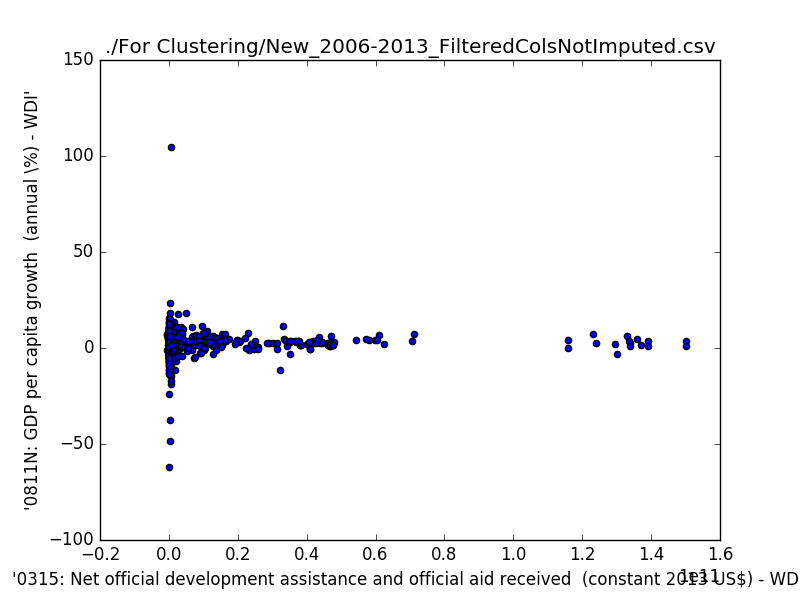 ./For Clustering/New_2006-2013_FilteredColsNotImputed.csv
150
100
50
0
−50
−100
'0811N: GDP per capita growth  (annual \%) - WDI'
−0.2 0.0 0.2 0.4 0.6 0.8 1.0 1.2 1.4 1.6
1e11
'0315: Net official development assistance and official aid received  (constant 2013 US$) - WD